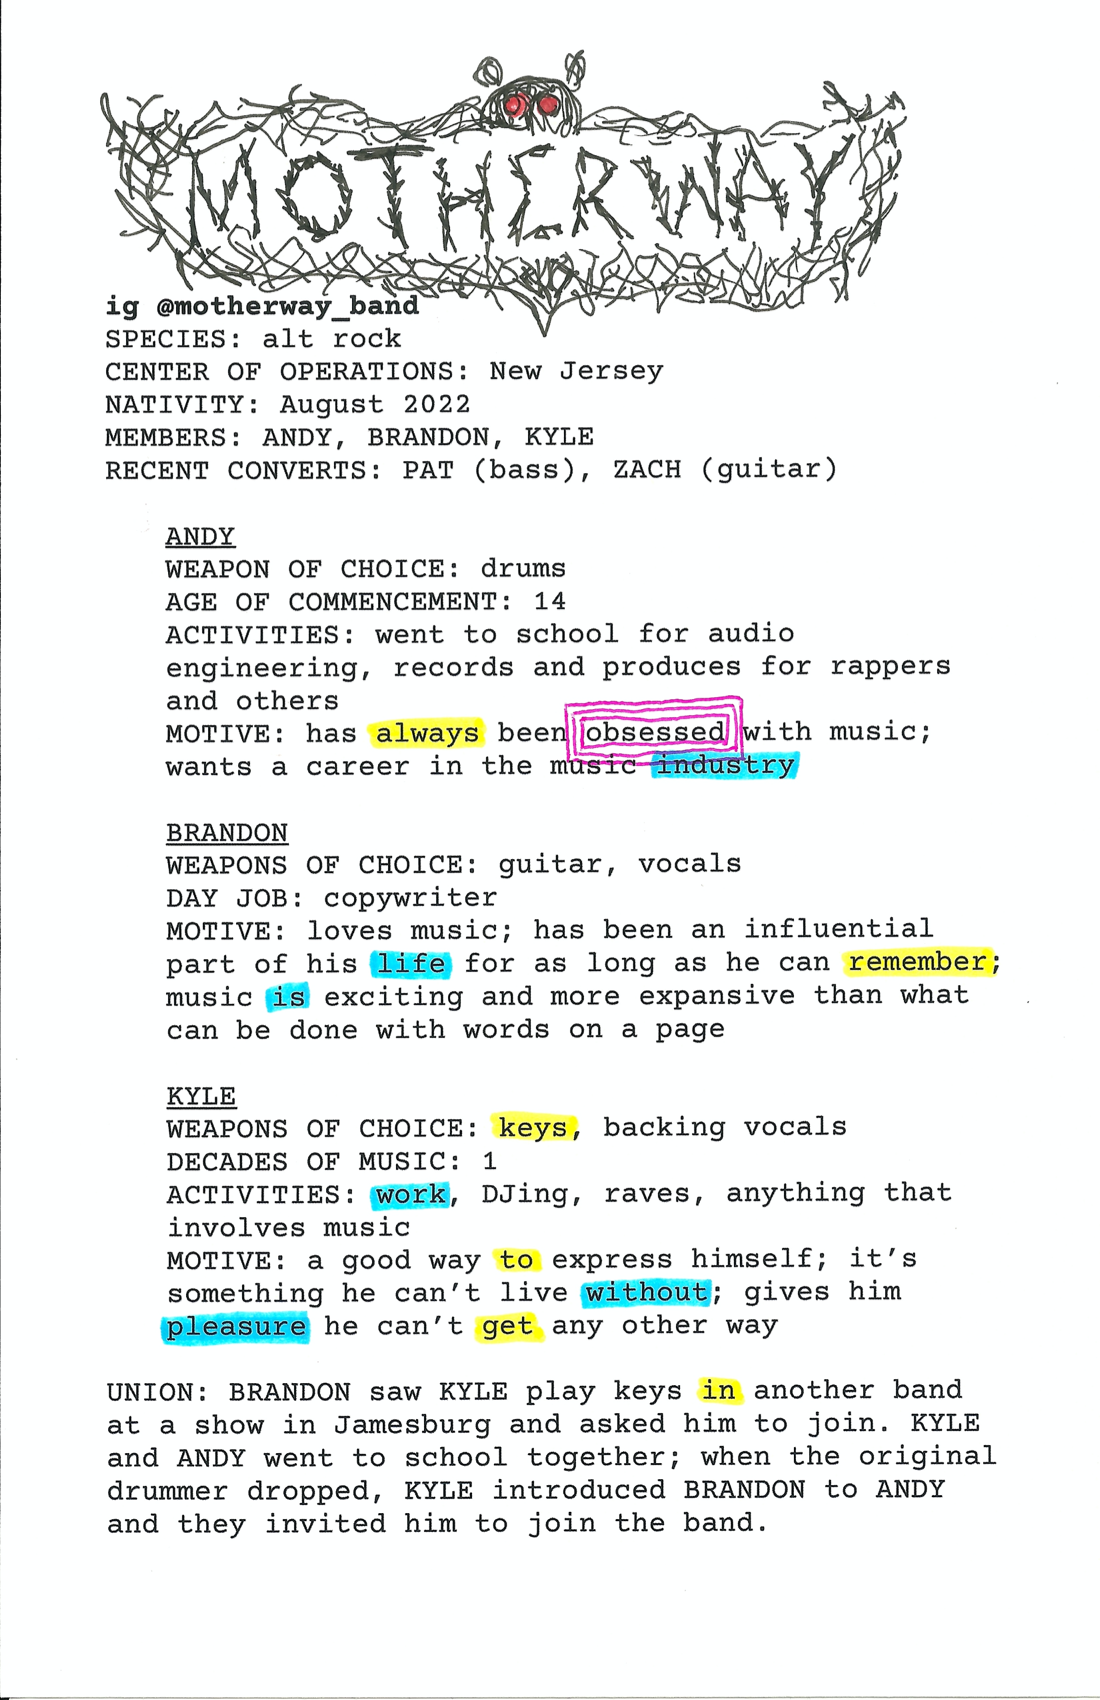 MOTHERWAY
ig @motherway_band
SPECIES: alt rock
CENTER OF OPERATIONS: New Jersey
NATIVITY: August 2022
MEMBERS: ANDY, BRANDON, KYLE
RECENT CONVERTS: PAT (bass), ZACH (guitar)
ANDY
WEAPON OF CHOICE: drums
AGE OF COMMENCEMENT: 14
ACTIVITIES: went to school for audio
engineering, records and produces for rappers
and others
MOTIVE: has always been obsessed with music;
wants a career in the music industry
BRANDON
WEAPONS OF CHOICE: guitar, vocals
DAY JOB: copywriter
MOTIVE: loves music; has been an influential
part of his life for as long as he can remember;
music is exciting and more expansive than what
can be done with words on a page
KYLE
WEAPONS OF CHOICE: keys, backing vocals
DECADES OF MUSIC: 1
ACTIVITIES: work, DJing, raves, anything that
involves music
MOTIVE: a good way to express himself; it's
something he can't live without; gives him
pleasure he can't get any other way
UNION: BRANDON saw KYLE play keys in another band
at a show in Jamesburg and asked him to join. KYLE
and ANDY went to school together; when the original
drummer dropped, KYLE introduced BRANDON to ANDY
and they invited him to join the band.